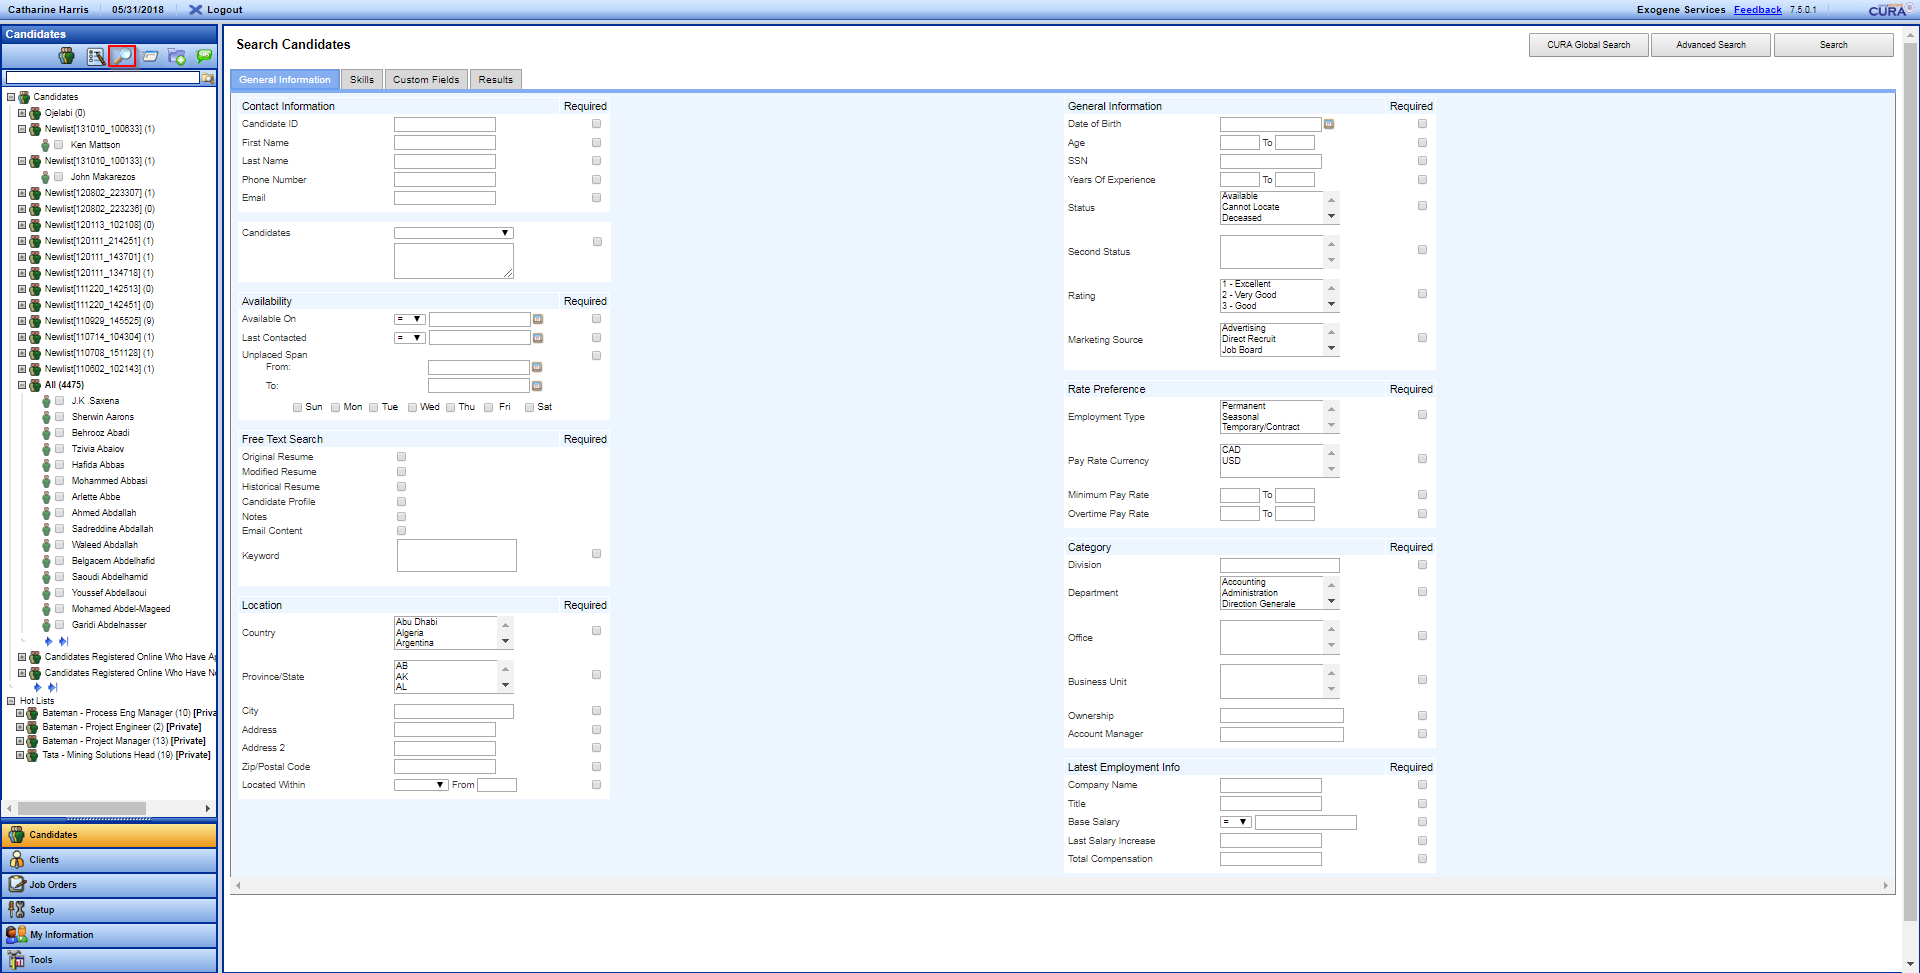 Catharine Harris 05/31/2018 Logout Exogene Services Feedback 7.5.0.1 CURA
Candidates
Candidates
Ojelabi (0)
Newlist[131010_100633] (1)
Ken Mattson
Newlist[131010_100133] (1)
John Makarezos
Newlist[120802_223307] (1)
Newlist[120802_223236] (0)
Newlist[120113_102108] (0)
Newlist[120111_214251] (1)
Newlist[120111_143701] (1)
Newlist[120111_134718] (1)
Newlist[111220_142513] (0)
Newlist[111220_142451] (0)
Newlist[110929_145525] (9)
Newlist[110714_104304] (1)
Newlist[110708_151128] (1)
Newlist[110602_102143] (1)
All (4475)
J.K .Saxena
Sherwin Aarons
Behrooz Abadi
Tzivia Abaiov
Hafida Abbas
Mohammed Abbasi
Arlette Abbe
Ahmed Abdallah
Sadreddine Abdallah
Waleed Abdallah
Belgacem Abdelhafid
Saoudi Abdelhamid
Youssef Abdellaoui
Mohamed Abdel-Mageed
Garidi Abdelnasser
Candidates Registered Online Who Have Ap
Candidates Registered Online Who Have No
Hot Lists
Bateman - Process Eng Manager (10) [Priva
Bateman - Project Engineer (2) [Private]
Bateman - Project Manager (13) [Private]
Tata - Mining Solutions Head (19) [Private]
Candidates
Clients
Job Orders
Setup
My Information
Tools
Search Candidates
CURA Global Search Advanced Search Search
General Information Skills Custom Fields Results
Contact Information Required
Candidate ID
First Name
Last Name
Phone Number
Email
Candidates
Availability Required
Available On =
Last Contacted =
Unplaced Span
From:
To:
Sun Mon Tue Wed Thu Fri Sat
Free Text Search Required
Original Resume
Modified Resume
Historical Resume
Candidate Profile
Notes
Email Content
Keyword
Location Required
Country
Abu Dhabi
Algeria
Argentina
Province/State
AB
AK
AL
City
Address
Address 2
Zip/Postal Code
Located Within From
General Information Required
Date of Birth
Age To
SSN
Years Of Experience To
Status
Available
Cannot Locate
Deceased
Second Status
Rating
1 - Excellent
2 - Very Good
3 - Good
Marketing Source
Advertising
Direct Recruit
Job Board
Rate Preference Required
Employment Type
Permanent
Seasonal
Temporary/Contract
Pay Rate Currency
CAD
USD
Minimum Pay Rate To
Overtime Pay Rate To
Category Required
Division
Department
Accounting
Administration
Direction Generale
Office
Business Unit
Ownership
Account Manager
Latest Employment Info Required
Company Name
Title
Base Salary =
Last Salary Increase
Total Compensation